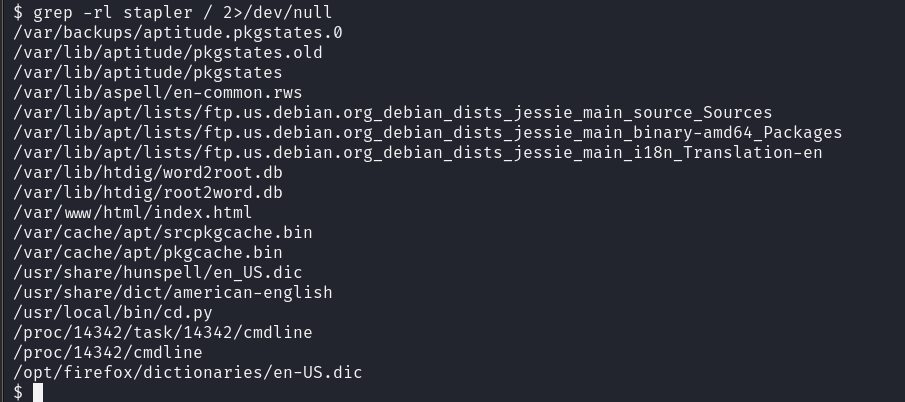 $ grep -rl stapler / 2>/dev/null
/var/backups/aptitude.pkgstates.0
/var/lib/aptitude/pkgstates.old
/var/lib/aptitude/pkgstates
/var/lib/aspell/en-common.rws
/var/lib/apt/lists/ftp.us.debian.org_debian_dists_jessie_main_source_Sources
/var/lib/apt/lists/ftp.us.debian.org_debian_dists_jessie_main_binary-amd64_Packages
/var/lib/apt/lists/ftp.us.debian.org_debian_dists_jessie_main_i18n_Translation-en
/var/lib/htdig/word2root.db
/var/lib/htdig/root2word.db
/var/www/html/index.html
/var/cache/apt/srcpkgcache.bin
/var/cache/apt/pkgcache.bin
/usr/share/hunspell/en_US.dic
/usr/share/dict/american-english
/usr/local/bin/cd.py
/proc/14342/task/14342/cmdline
/proc/14342/cmdline
/opt/firefox/dictionaries/en-US.dic
$